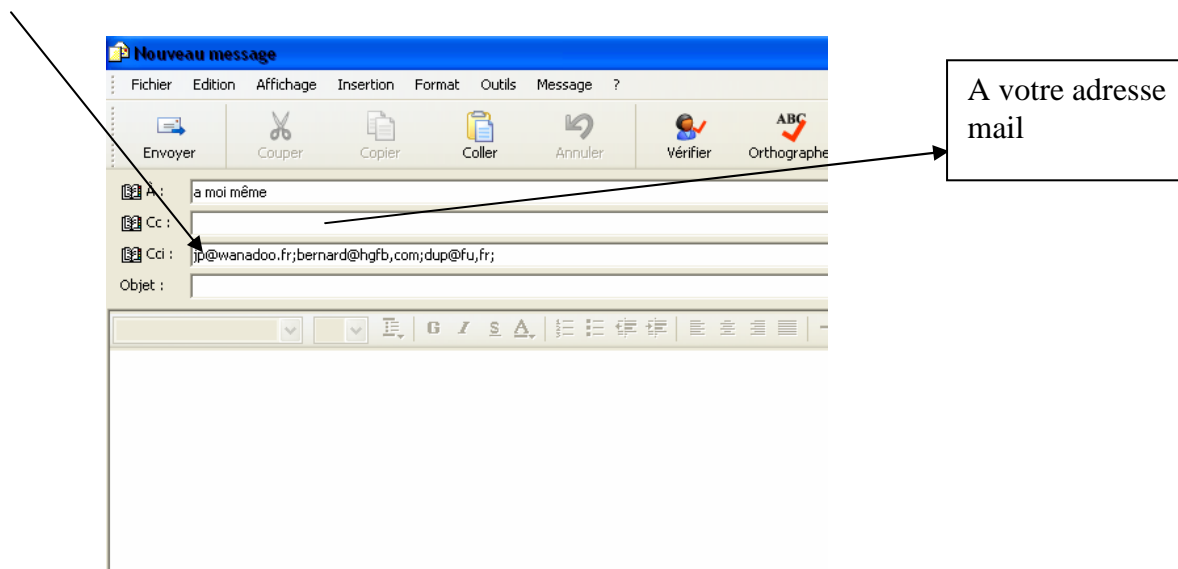 Nouveau message
Fichier Edition Affichage Insertion Format Outils Message ?
Envoyer Couper Copier Coller Annuler Vérifier Orthographe
ABC
À : a moi même
Cc :
Cci : jp@wanadoo.fr;bernard@hgfb,com;dup@fu,fr;
Objet :
G I S A
A votre adresse
mail